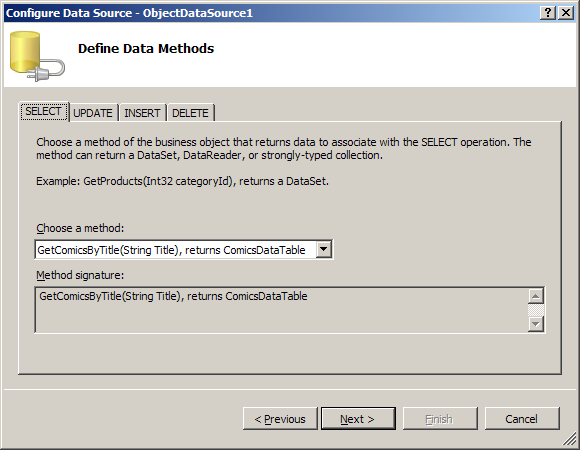 Configure Data Source - ObjectDataSource1
Define Data Methods
SELECT UPDATE INSERT DELETE
Choose a method of the business object that returns data to associate with the SELECT operation. The
method can return a DataSet, DataReader, or strongly-typed collection.
Example: GetProducts(Int32 categoryId), returns a DataSet.
Choose a method:
GetComicsByTitle(String Title), returns ComicsDataTable
Method signature:
GetComicsByTitle(String Title), returns ComicsDataTable
< Previous Next > Finish Cancel